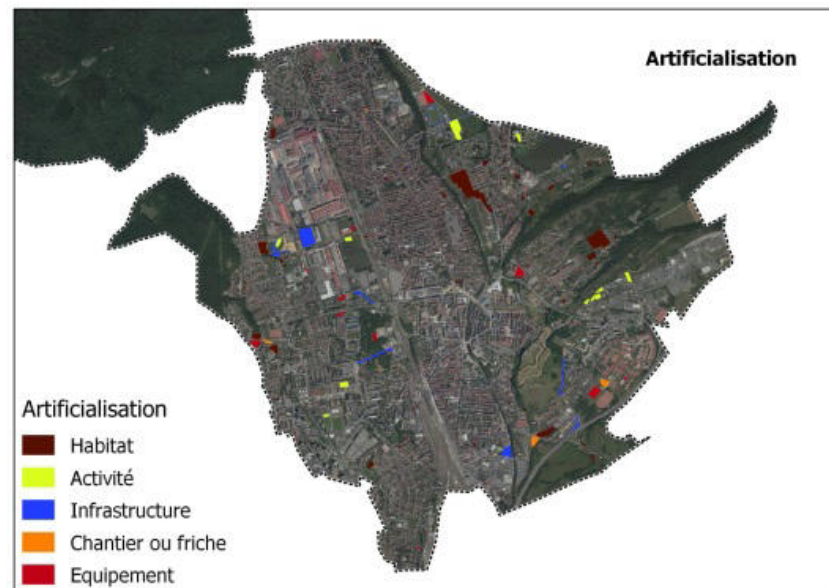 Artificialisation
Artificialisation
Habitat
Activité
Infrastructure
Chantier ou friche
Equipement